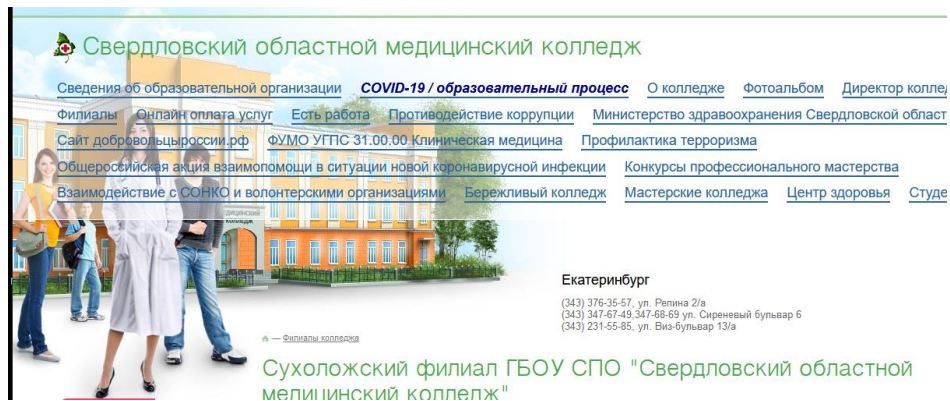 Свердловский областной медицинский колледж
Сведения об образовательной организации COVID-19 / образовательный процесс О колледже Фотоальбом Директор коллед
Филиалы Онлайн оплата услуг Есть работа Противодействие коррупции Министерство здравоохранения Свердловской област
Сайт добровольцыроссии.рф ФУМО УГПС 31.00.00 Клиническая медицина Профилактика терроризма
Общероссийская акция взаимопомощи в ситуации новой коронавирусной инфекции Конкурсы профессионального мастерства
Взаимодействие с СОНКО и волонтерскими организациями Бережливый колледж Мастерские колледжа Центр здоровья Студе
колледж
Екатеринбург
(343) 376-35-57, ул. Репина 2/а
(343) 347-67-49,347-68-69 ул. Сиреневый бульвар 6
(343) 231-55-85, ул. Виз-бульвар 13/а
— Филиалы колледжа
Сухоложский филиал ГБОУ СПО "Свердловский областной
медицинский колледж"